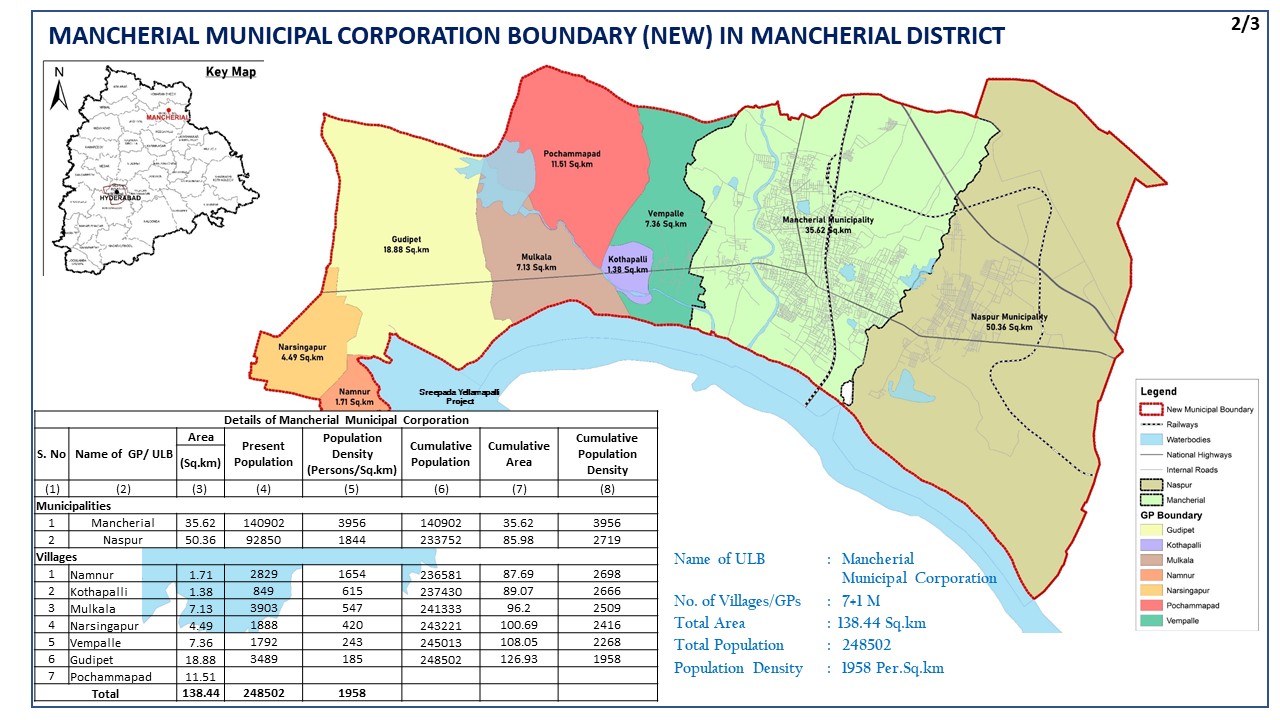 2/3
MANCHERIAL MUNICIPAL CORPORATION BOUNDARY (NEW) IN MANCHERIAL DISTRICT
N
Key Map
MANCHERIAL
HYDERABAD
Pochammapad
11.51 Sq.km
Gudipet
18.88 Sq.km
Vempalle
7.36 Sq.km
Mancherial Municipality
35.62 Sq.km
Mulkala
7.13 Sq.km
Kothapalli
1.38 Sq.km
Naspur Municipality
50.36 Sq.km
Narsingapur
4.49 Sq.km
Namnur
1.71 Sq.km
Sreepada Yellamapalli
Project
Legend
New Municipal Boundary
Railways
Waterbodies
National Highways
Internal Roads
Naspur
Mancherial
GP Boundary
Gudipet
Kothapalli
Mulkala
Namnur
Narsingapur
Pochammapad
Vempalle
Details of Mancherial Municipal Corporation
S. No Name of GP/ ULB Area (Sq.km) Present Population Population Density (Persons/Sq.km) Cumulative Population Cumulative Area Cumulative Population Density
(1) (2) (3) (4) (5) (6) (7) (8)
Municipalities
1 Mancherial 35.62 140902 3956 140902 35.62 3956
2 Naspur 50.36 92850 1844 233752 85.98 2719
Villages
1 Namnur 1.71 2829 1654 236581 87.69 2698
2 Kothapalli 1.38 849 615 237430 89.07 2666
3 Mulkala 7.13 3903 547 241333 96.2 2509
4 Narsingapur 4.49 1888 420 243221 100.69 2416
5 Vempalle 7.36 1792 243 245013 108.05 2268
6 Gudipet 18.88 3489 185 248502 126.93 1958
7 Pochammapad 11.51
Total 138.44 248502 1958
Name of ULB : Mancherial
Municipal Corporation
No. of Villages/GPs : 7+1 M
Total Area : 138.44 Sq.km
Total Population : 248502
Population Density : 1958 Per.Sq.km